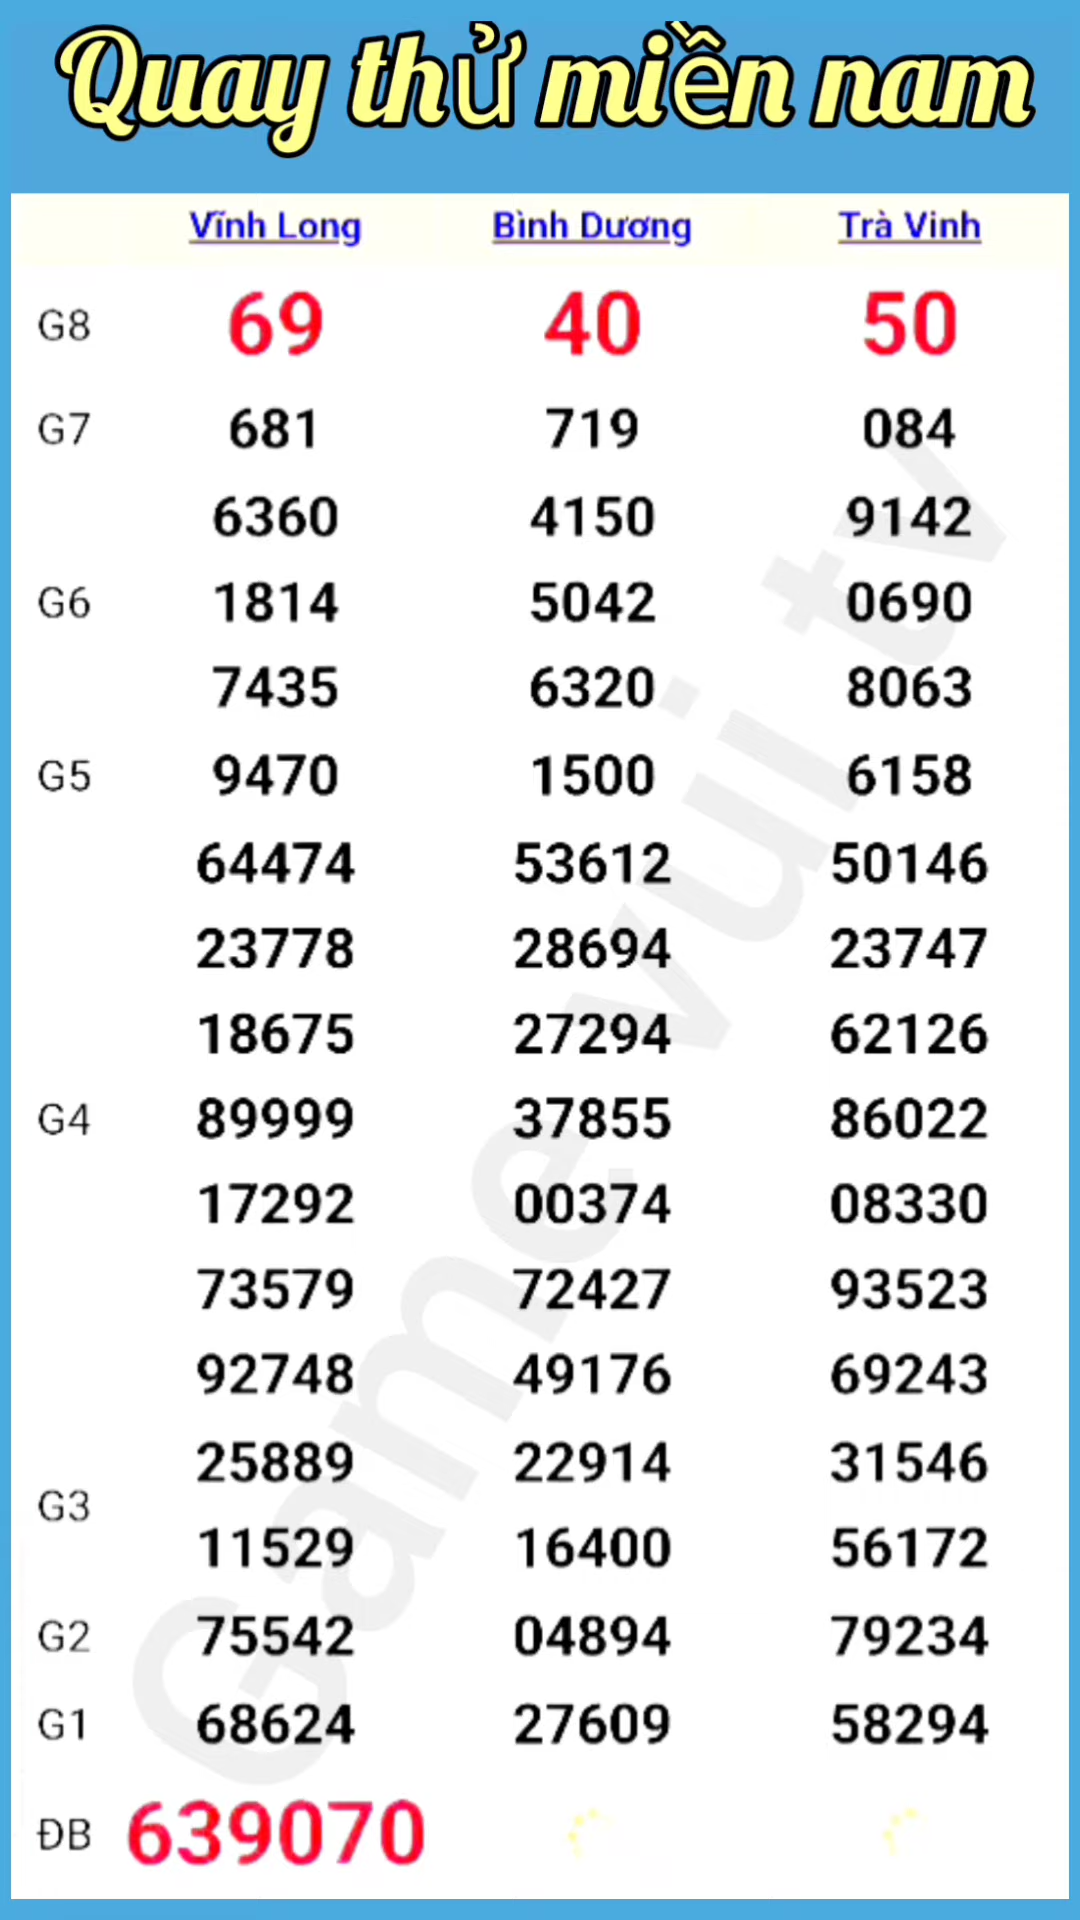 Quay thử miền nam
Vĩnh Long Bình Dương Trà Vinh
G8 69 40 50
G7 681 719 084
6360 4150 9142
G6 1814 5042 0690
7435 6320 8063
G5 9470 1500 6158
64474 53612 50146
23778 28694 23747
18675 27294 62126
G4 89999 37855 86022
17292 00374 08330
73579 72427 93523
92748 49176 69243
25889 22914 31546
G3
11529 16400 56172
G2 75542 04894 79234
G1 68624 27609 58294
ĐB 639070
Game vui tv